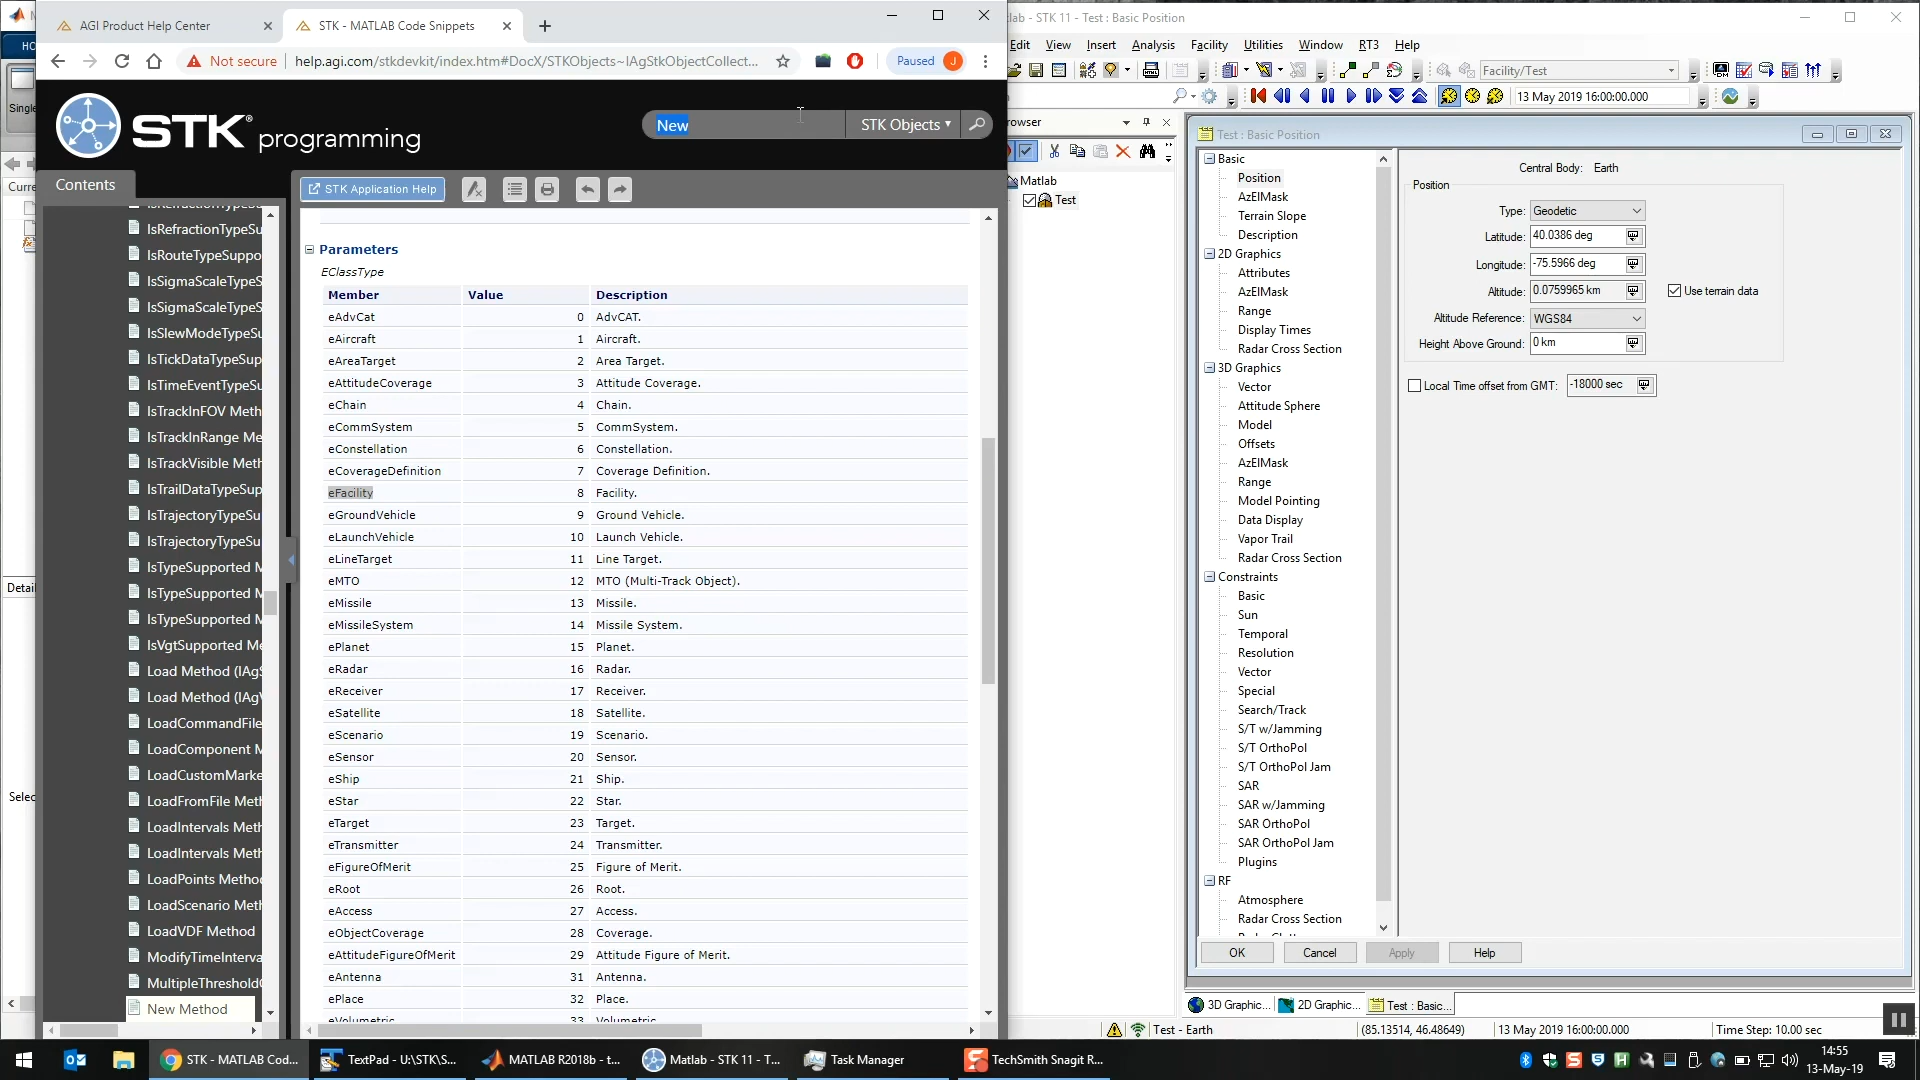 AGI Product Help Center
STK - MATLAB Code Snippets
lab - STK 11 - Test : Basic Position
HO
Not secure
help.agi.com/stkdevkit/index.htm#DocX/STKObjects~IAgStkObjectCollect...
Paused
J
Edit View Insert Analysis Facility Utilities Window RT3 Help
Facility/Test
13 May 2019 16:00:00.000
Single
STK programming
New
STK Objects
Contents
STK Application Help
Curre
Detail
Selec
IsRefractionTypeSu
IsRouteTypeSuppo
IsSigmaScaleTypeS
IsSigmaScaleTypeS
IsSlewModeTypeSu
IsTickDataTypeSup
IsTimeEventTypeSu
IsTrackInFOV Meth
IsTrackInRange Me
IsTrackVisible Meth
IsTrailDataTypeSup
IsTrajectoryTypeSu
IsTrajectoryTypeSu
IsTypeSupported M
IsTypeSupported M
IsTypeSupported M
IsVgtSupported Me
Load Method (IAgS
Load Method (IAgV
LoadCommandFile
LoadComponent M
LoadCustomMarke
LoadFromFile Meth
LoadIntervals Meth
LoadIntervals Meth
LoadPoints Method
LoadScenario Meth
LoadVDF Method
ModifyTimeInterva
MultipleThreshold
New Method
Parameters
EClassType
Member Value Description
eAdvCat 0 AdvCAT.
eAircraft 1 Aircraft.
eAreaTarget 2 Area Target.
eAttitudeCoverage 3 Attitude Coverage.
eChain 4 Chain.
eCommSystem 5 CommSystem.
eConstellation 6 Constellation.
eCoverageDefinition 7 Coverage Definition.
eFacility 8 Facility.
eGroundVehicle 9 Ground Vehicle.
eLaunchVehicle 10 Launch Vehicle.
eLineTarget 11 Line Target.
eMTO 12 MTO (Multi-Track Object).
eMissile 13 Missile.
eMissileSystem 14 Missile System.
ePlanet 15 Planet.
eRadar 16 Radar.
eReceiver 17 Receiver.
eSatellite 18 Satellite.
eScenario 19 Scenario.
eSensor 20 Sensor.
eShip 21 Ship.
eStar 22 Star.
eTarget 23 Target.
eTransmitter 24 Transmitter.
eFigureOfMerit 25 Figure of Merit.
eRoot 26 Root.
eAccess 27 Access.
eObjectCoverage 28 Coverage.
eAttitudeFigureOfMerit 29 Attitude Figure of Merit.
eAntenna 31 Antenna.
ePlace 32 Place.
eVolumetric 33 Volumetric
rowser
Matlab
Test
Test : Basic Position
Basic
Position
AzElMask
Terrain Slope
Description
2D Graphics
Attributes
AzElMask
Range
Display Times
Radar Cross Section
3D Graphics
Vector
Attitude Sphere
Model
Offsets
AzElMask
Range
Model Pointing
Data Display
Vapor Trail
Radar Cross Section
Constraints
Basic
Sun
Temporal
Resolution
Vector
Special
Search/Track
S/T w/Jamming
S/T OrthoPol
S/T OrthoPol Jam
SAR
SAR w/Jamming
SAR OrthoPol
SAR OrthoPol Jam
Plugins
RF
Atmosphere
Radar Cross Section
Central Body: Earth
Position
Type: Geodetic
Latitude: 40.0386 deg
Longitude: -75.5966 deg
Altitude: 0.0759965 km
Use terrain data
Altitude Reference: WGS84
Height Above Ground: 0 km
Local Time offset from GMT: -18000 sec
OK Cancel Apply Help
3D Graphic... 2D Graphic... Test : Basic...
Test - Earth (85.13514, 46.48649) 13 May 2019 16:00:00.000 Time Step: 10.00 sec
STK - MATLAB Cod... TextPad - U:\STK\S... MATLAB R2018b - t... Matlab - STK 11 - T... Task Manager TechSmith Snagit R...
14:55
13-May-19